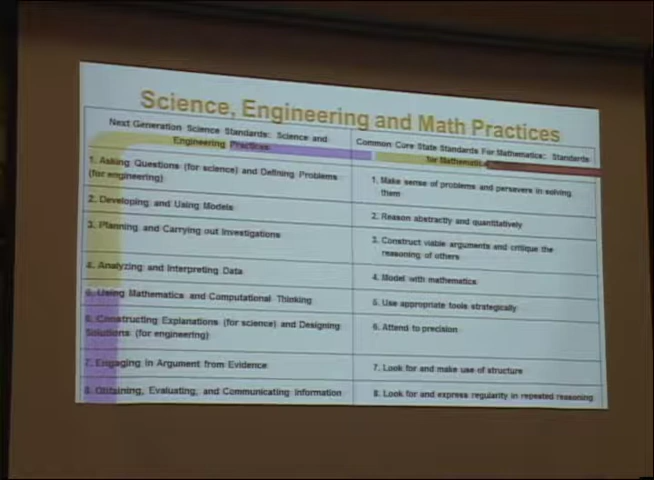 Science, Engineering and Math Practices
Next Generation Science Standards: Science and
Engineering Practices
Common Core State Standards For Mathematics: Standards
for Mathematical
1. Asking Questions (for science) and Defining Problems
(for engineering)
1. Make sense of problems and persevere in solving
them
2. Developing and Using Models
2. Reason abstractly and quantitatively
3. Planning and Carrying out Investigations
3. Construct viable arguments and critique the
reasoning of others
4. Analyzing and Interpreting Data
4. Model with mathematics
5. Using Mathematics and Computational Thinking
5. Use appropriate tools strategically
6. Constructing Explanations (for science) and Designing
Solutions (for engineering)
6. Attend to precision
7. Engaging in Argument from Evidence
7. Look for and make use of structure
8. Obtaining, Evaluating, and Communicating Information
8. Look for and express regularity in repeated reasoning